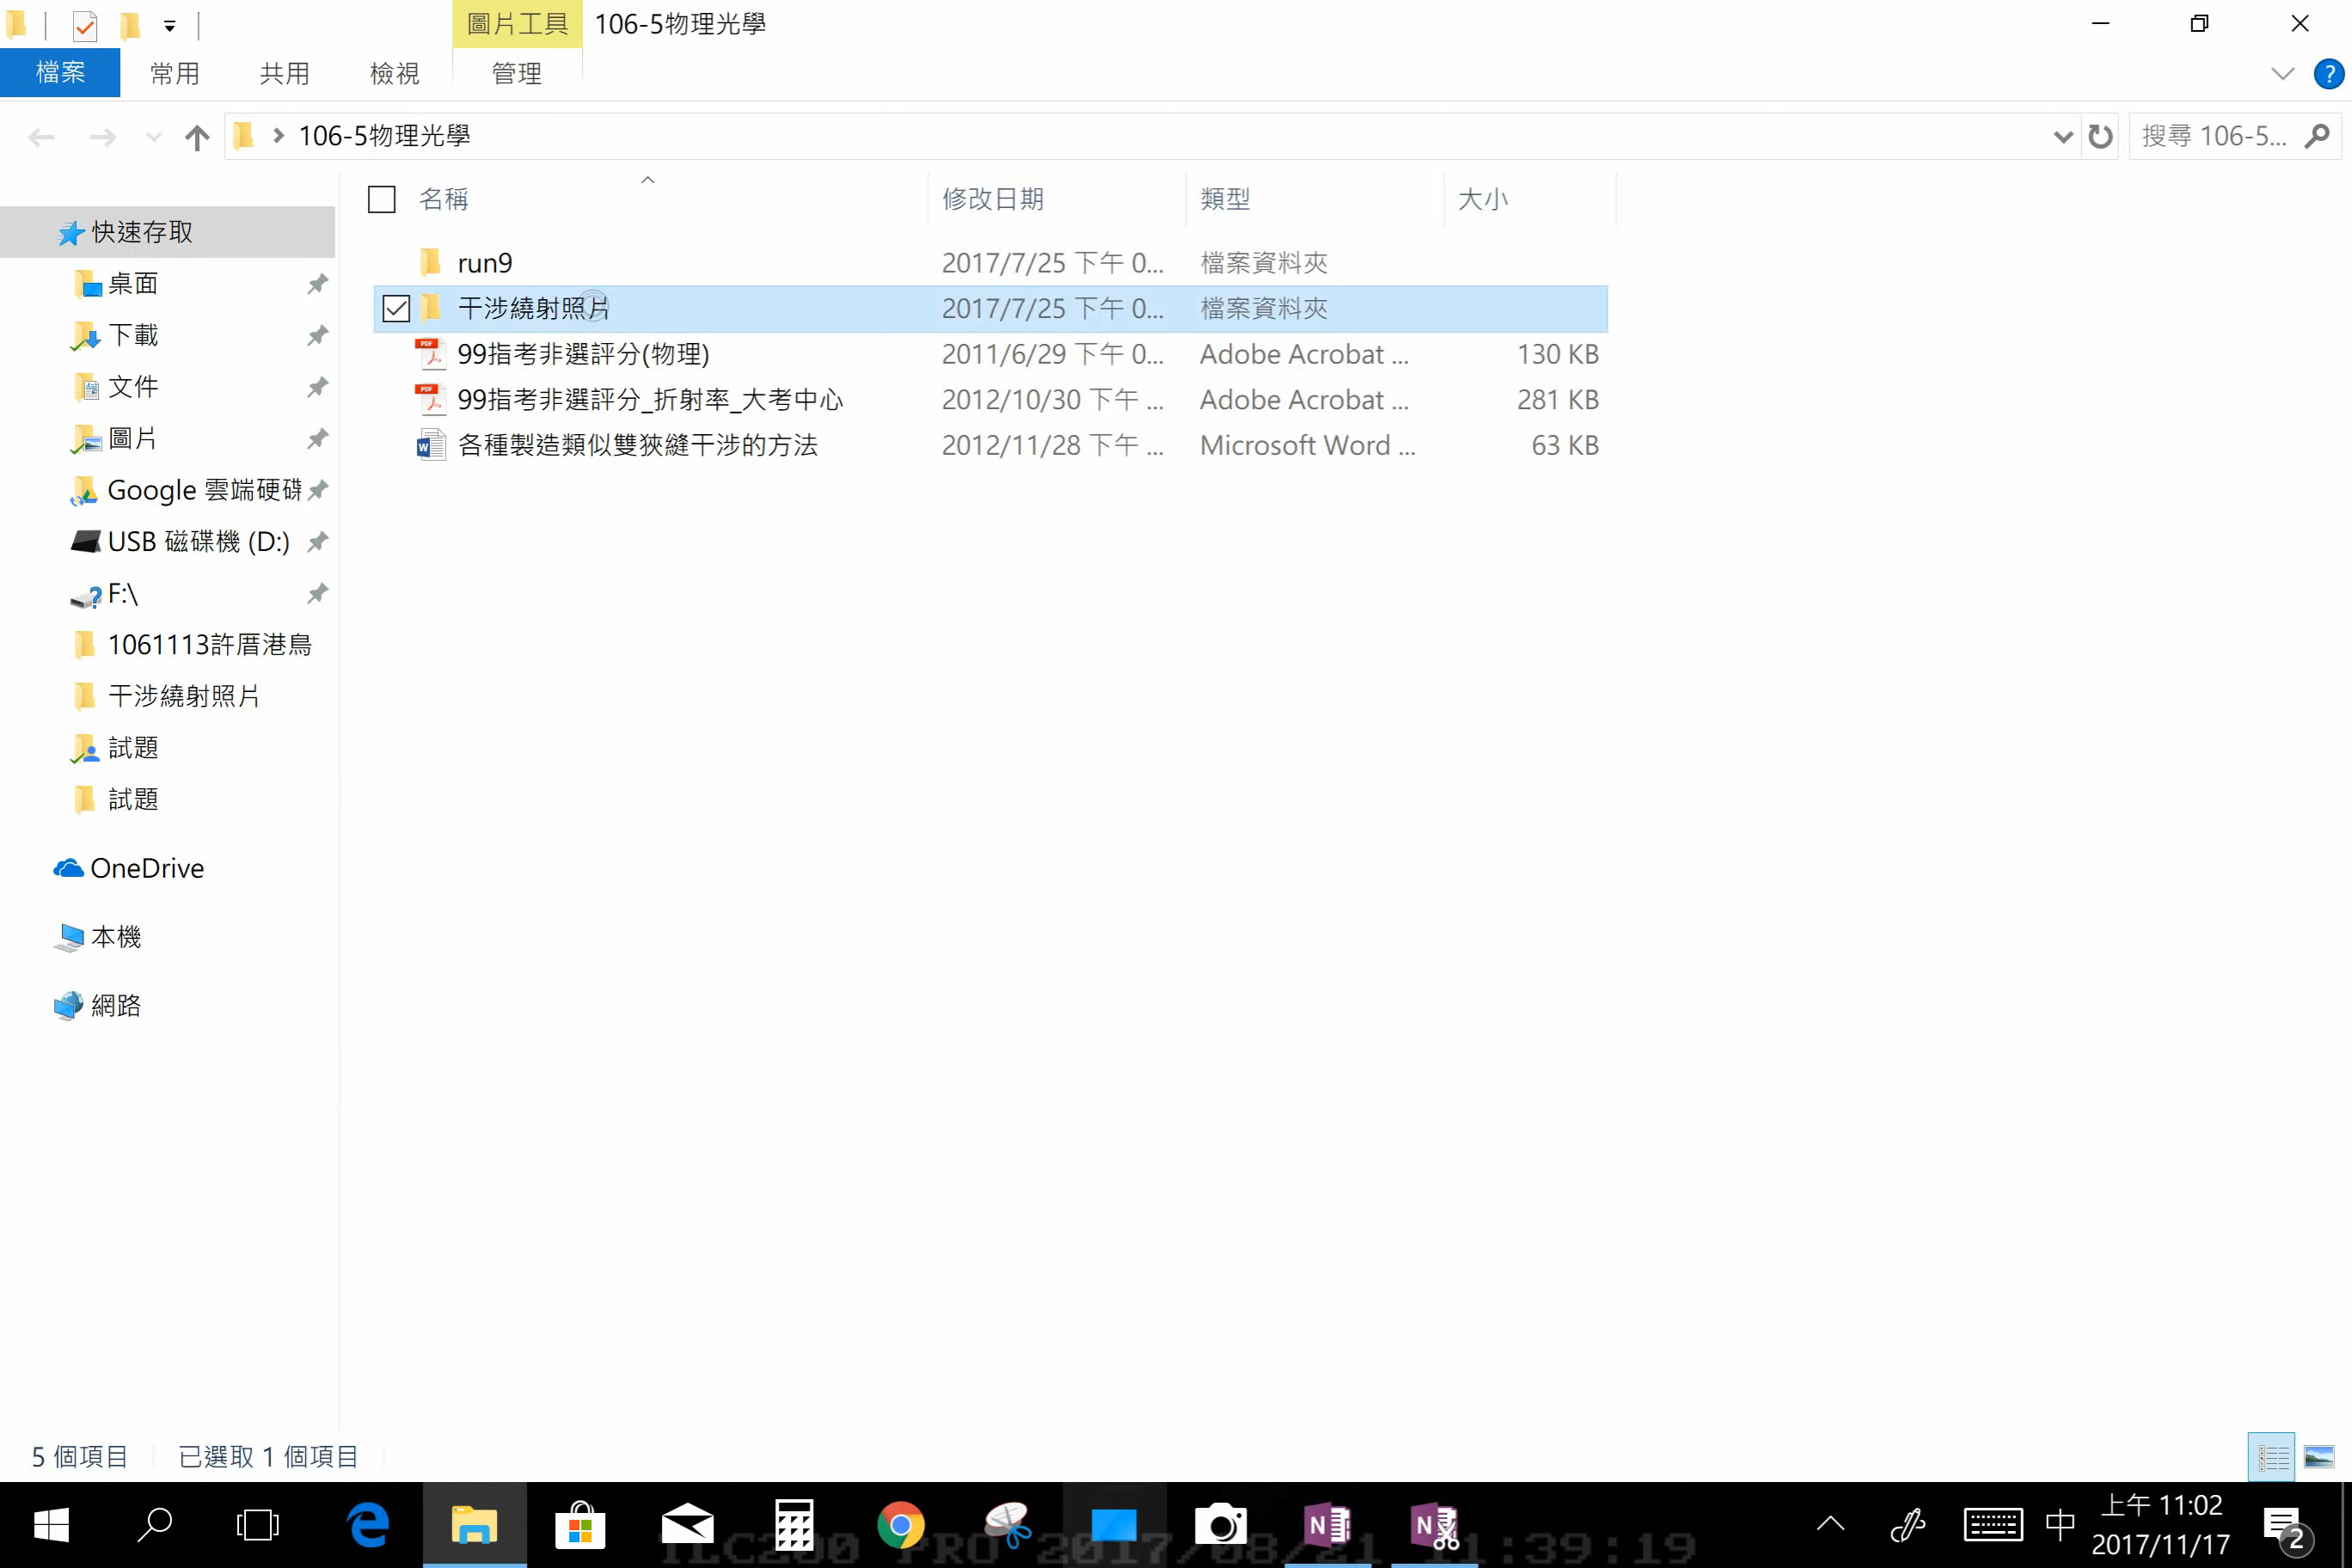 圖片工具 106-5物理光學
檔案 常用 共用 檢視 管理
106-5物理光學
搜尋 106-5...
名稱 修改日期 類型 大小
快速存取
桌面
下載
文件
圖片
Google 雲端硬碟
USB 磁碟機 (D:)
F:\
1061113許厝港鳥
干涉繞射照片
試題
試題
OneDrive
本機
網路
run9 2017/7/25 下午 0... 檔案資料夾
干涉繞射照片 2017/7/25 下午 0... 檔案資料夾
99指考非選評分(物理) 2011/6/29 下午 0... Adobe Acrobat ... 130 KB
99指考非選評分_折射率_大考中心 2012/10/30 下午 ... Adobe Acrobat ... 281 KB
各種製造類似雙狹縫干涉的方法 2012/11/28 下午 ... Microsoft Word ... 63 KB
5 個項目 已選取 1 個項目
中
上午 11:02
2017/11/17
2
ILC200 PRO 2017/08/21 11:39:19